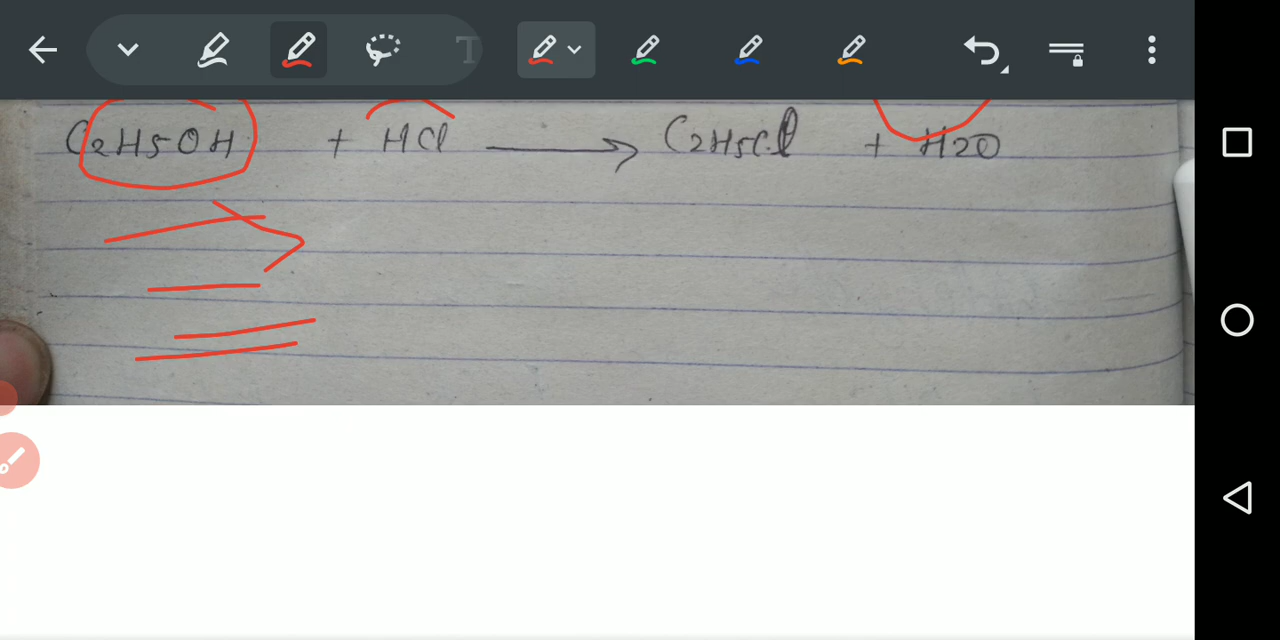 C2H5OH + HCl → C2H5Cl + H2O